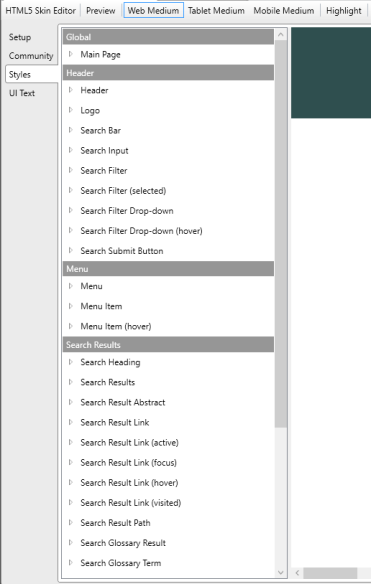 HTML5 Skin Editor Preview Web Medium Tablet Medium Mobile Medium Highlight
Setup
Community
Styles
UI Text
Global
Main Page
Header
Header
Logo
Search Bar
Search Input
Search Filter
Search Filter (selected)
Search Filter Drop-down
Search Filter Drop-down (hover)
Search Submit Button
Menu
Menu
Menu Item
Menu Item (hover)
Search Results
Search Heading
Search Results
Search Result Abstract
Search Result Link
Search Result Link (active)
Search Result Link (focus)
Search Result Link (hover)
Search Result Link (visited)
Search Result Path
Search Glossary Result
Search Glossary Term